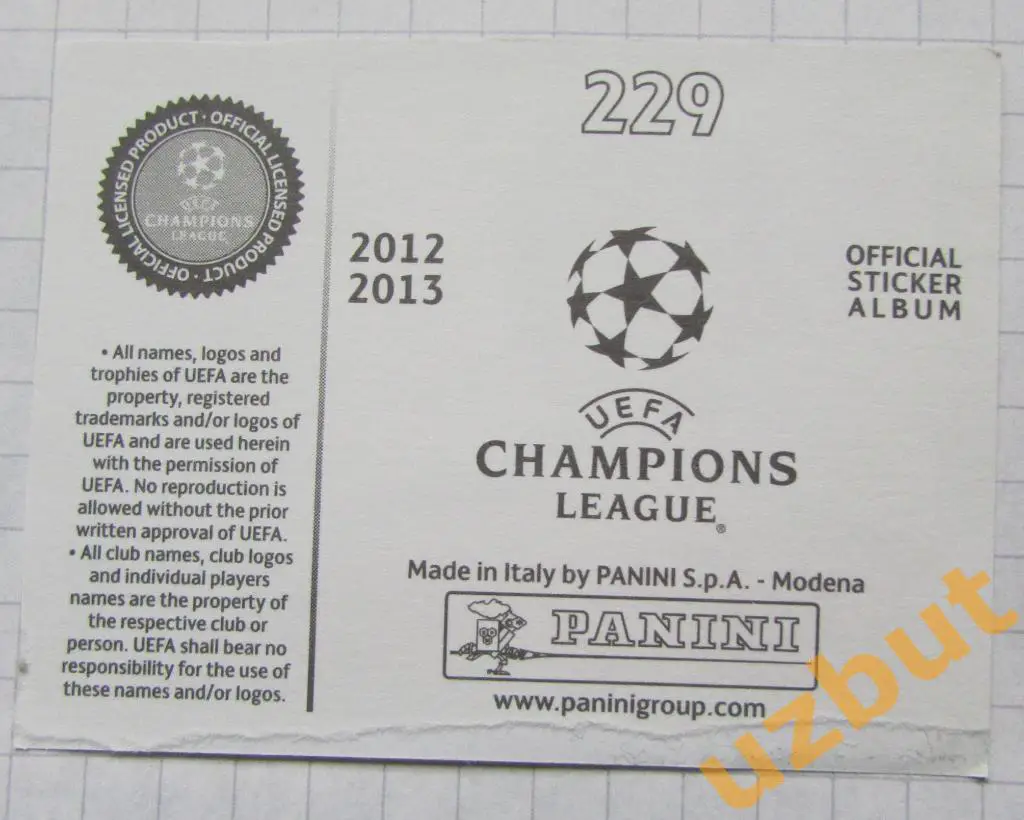 OFFICIAL LICENSED PRODUCT · OFFICIAL LICENSED PRODUCT ·
UEFA
CHAMPIONS
LEAGUE
• All names, logos and
trophies of UEFA are the
property, registered
trademarks and/or logos of
UEFA and are used herein
with the permission of
UEFA. No reproduction is
allowed without the prior
written approval of UEFA.
• All club names, club logos
and individual players
names are the property of
the respective club or
person. UEFA shall bear no
responsibility for the use of
these names and/or logos.
229
2012
2013
OFFICIAL
STICKER
ALBUM
UEFA
CHAMPIONS
LEAGUE®
Made in Italy by PANINI S.p.A. - Modena
PANINI
www.paninigroup.com
uzbut